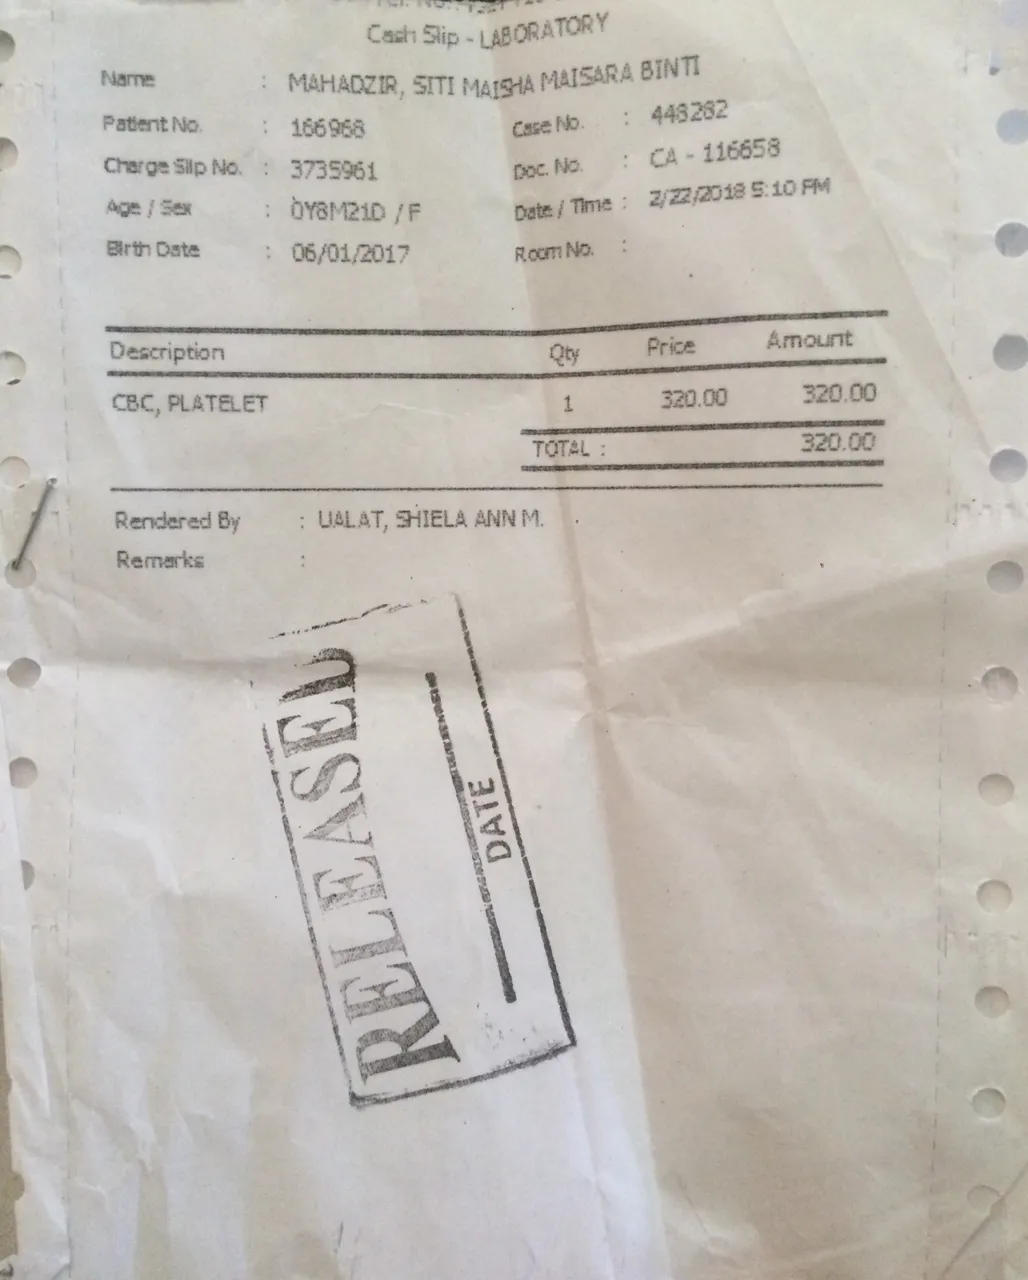 Cash Slip - LABORATORY
Name : MAHADZIR, SITI MAISHA MAISARA BINTI
Patient No. : 166968 Case No. : 448282
Charge Slip No. : 3735961 Doc. No. : CA - 116658
Age / Sex : 0Y8M21D / F Date / Time : 2/22/2018 5:10 PM
Birth Date : 06/01/2017 Room No. :
Description Qty Price Amount
CBC, PLATELET 1 320.00 320.00
TOTAL : 320.00
Rendered By : UALAT, SHIELA ANN M.
Remarks :
RELEASED
DATE